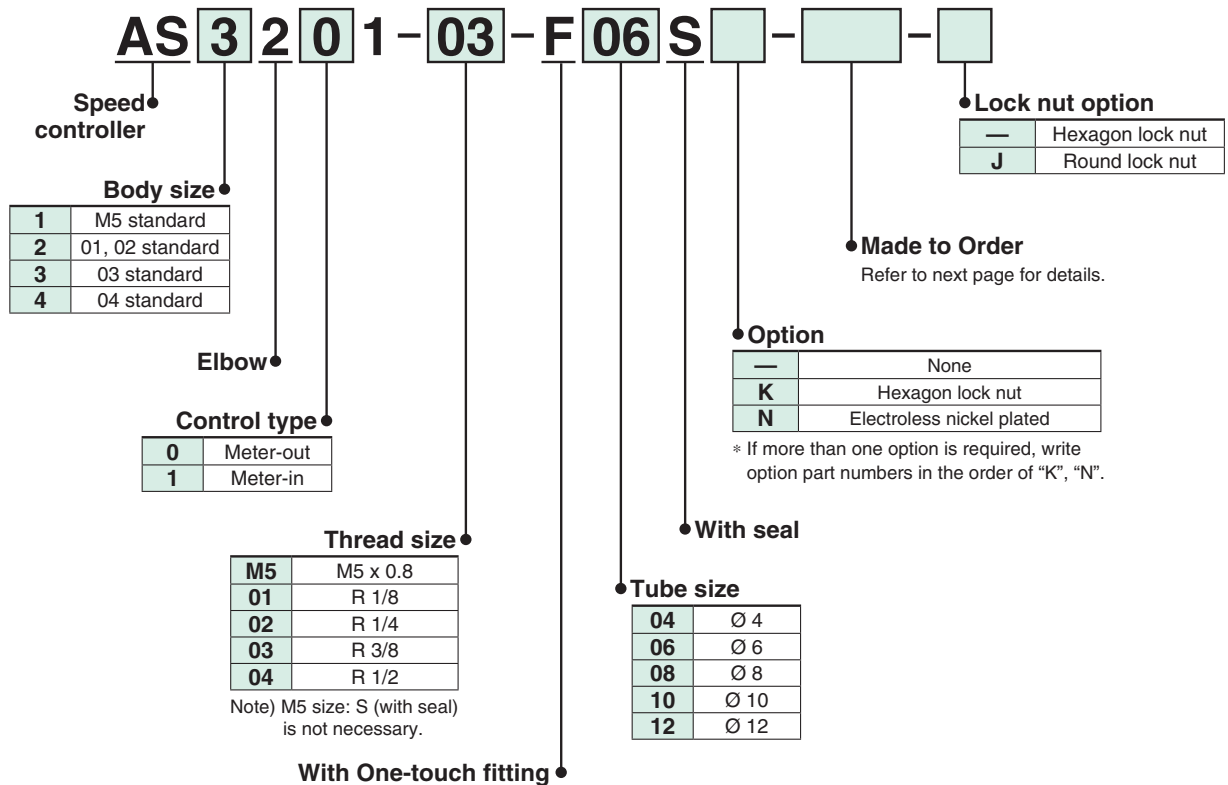 AS 3 2 0 1 - 03 - F 06 S - -
Speed
controller
Body size
1 M5 standard
2 01, 02 standard
3 03 standard
4 04 standard
Elbow
Control type
0 Meter-out
1 Meter-in
Thread size
M5 M5 x 0.8
01 R 1/8
02 R 1/4
03 R 3/8
04 R 1/2
Note) M5 size: S (with seal)
is not necessary.
With One-touch fitting
Tube size
04 Ø 4
06 Ø 6
08 Ø 8
10 Ø 10
12 Ø 12
With seal
Option
— None
K Hexagon lock nut
N Electroless nickel plated
* If more than one option is required, write
option part numbers in the order of “K”, “N”.
Made to Order
Refer to next page for details.
Lock nut option
— Hexagon lock nut
J Round lock nut